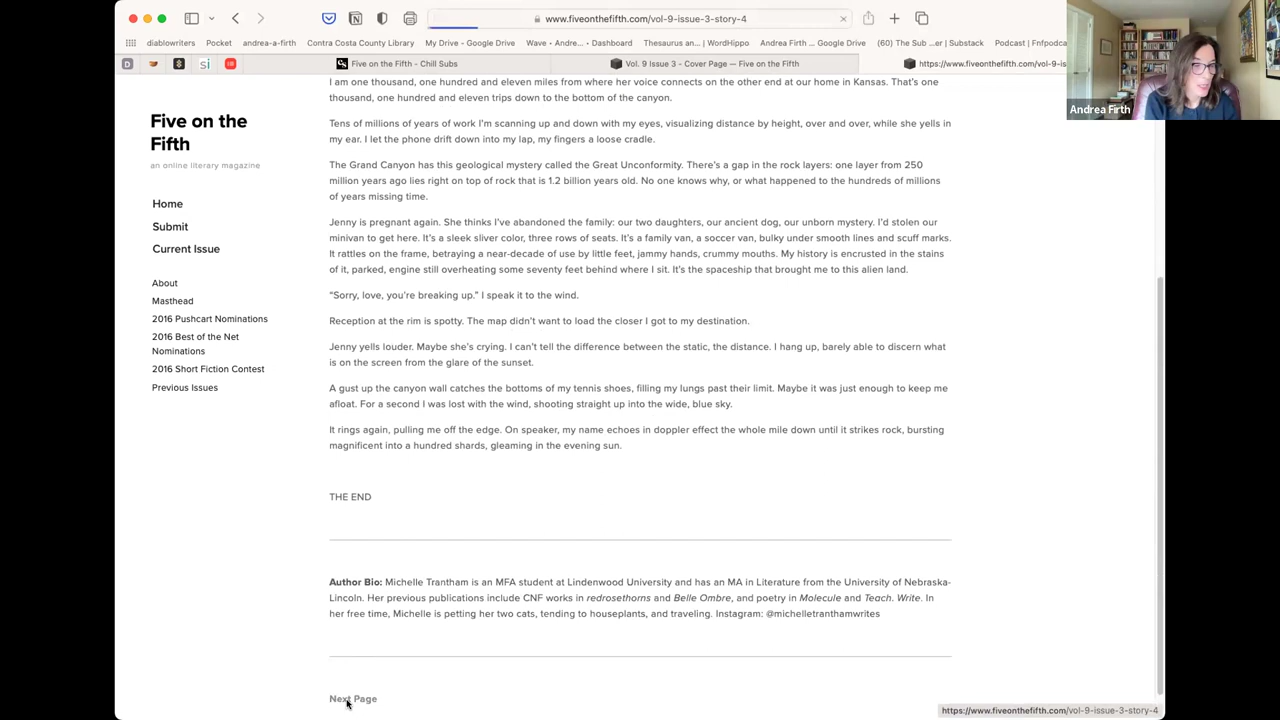 www.fiveonthefifth.com/vol-9-issue-3-story-4
diablowriters
Pocket
andrea-a-firth
Contra Costa County Library
My Drive - Google Drive
Wave - Andre... • Dashboard
Thesaurus an... | WordHippo
Andrea Firth ... Google Drive
(60) The Sub ...er | Substack
Podcast | Fnfpodca
Five on the Fifth - Chill Subs
Vol. 9 Issue 3 - Cover Page — Five on the Fifth
https://www.fiveonthefifth.com/vol-9-is
Andrea Firth
Five on the
Fifth
an online literary magazine
Home
Submit
Current Issue
About
Masthead
2016 Pushcart Nominations
2016 Best of the Net
Nominations
2016 Short Fiction Contest
Previous Issues
I am one thousand, one hundred and eleven miles from where her voice connects on the other end at our home in Kansas. That's one
thousand, one hundred and eleven trips down to the bottom of the canyon.
Tens of millions of years of work I'm scanning up and down with my eyes, visualizing distance by height, over and over, while she yells in
my ear. I let the phone drift down into my lap, my fingers a loose cradle.
The Grand Canyon has this geological mystery called the Great Unconformity. There's a gap in the rock layers: one layer from 250
million years ago lies right on top of rock that is 1.2 billion years old. No one knows why, or what happened to the hundreds of millions
of years missing time.
Jenny is pregnant again. She thinks I've abandoned the family: our two daughters, our ancient dog, our unborn mystery. I'd stolen our
minivan to get here. It's a sleek sliver color, three rows of seats. It's a family van, a soccer van, bulky under smooth lines and scuff marks.
It rattles on the frame, betraying a near-decade of use by little feet, jammy hands, crummy mouths. My history is encrusted in the stains
of it, parked, engine still overheating some seventy feet behind where I sit. It's the spaceship that brought me to this alien land.
“Sorry, love, you're breaking up.” I speak it to the wind.
Reception at the rim is spotty. The map didn't want to load the closer I got to my destination.
Jenny yells louder. Maybe she's crying. I can't tell the difference between the static, the distance. I hang up, barely able to discern what
is on the screen from the glare of the sunset.
A gust up the canyon wall catches the bottoms of my tennis shoes, filling my lungs past their limit. Maybe it was just enough to keep me
afloat. For a second I was lost with the wind, shooting straight up into the wide, blue sky.
It rings again, pulling me off the edge. On speaker, my name echoes in doppler effect the whole mile down until it strikes rock, bursting
magnificent into a hundred shards, gleaming in the evening sun.
THE END
Author Bio: Michelle Trantham is an MFA student at Lindenwood University and has an MA in Literature from the University of Nebraska-
Lincoln. Her previous publications include CNF works in redrosethorns and Belle Ombre, and poetry in Molecule and Teach. Write. In
her free time, Michelle is petting her two cats, tending to houseplants, and traveling. Instagram: @michelletranthamwrites
Next Page
https://www.fiveonthefifth.com/vol-9-issue-3-story-4